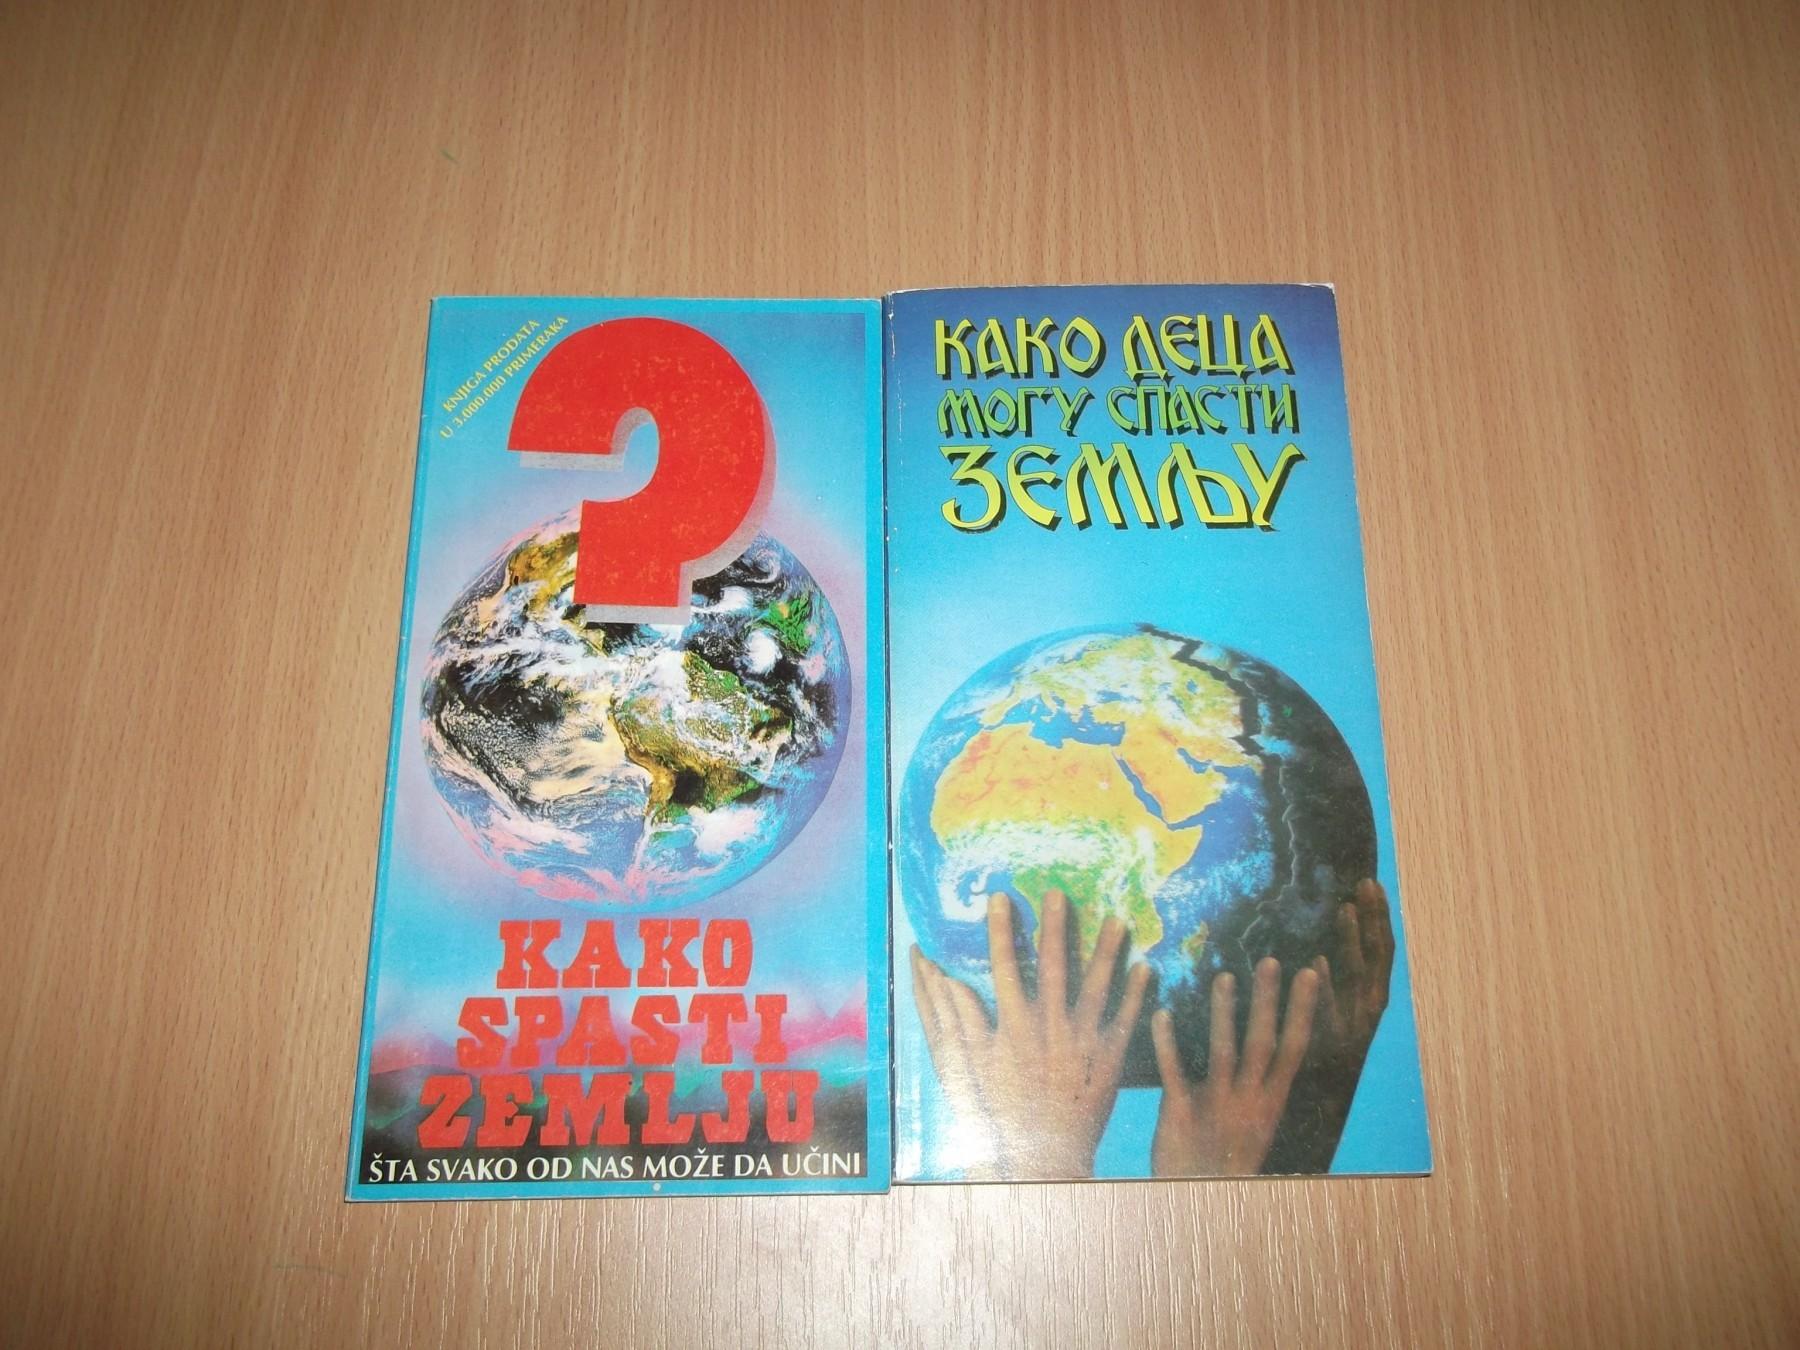 KNJIGA PRODATA
U 3.000.000 PRIMERAKA
?
KAKO
SPASTI
ZEMLJU
ŠTA SVAKO OD NAS MOŽE DA UČINI
КАКО ДЕЦА
МОГУ СПАСТИ
ЗЕМЉУ